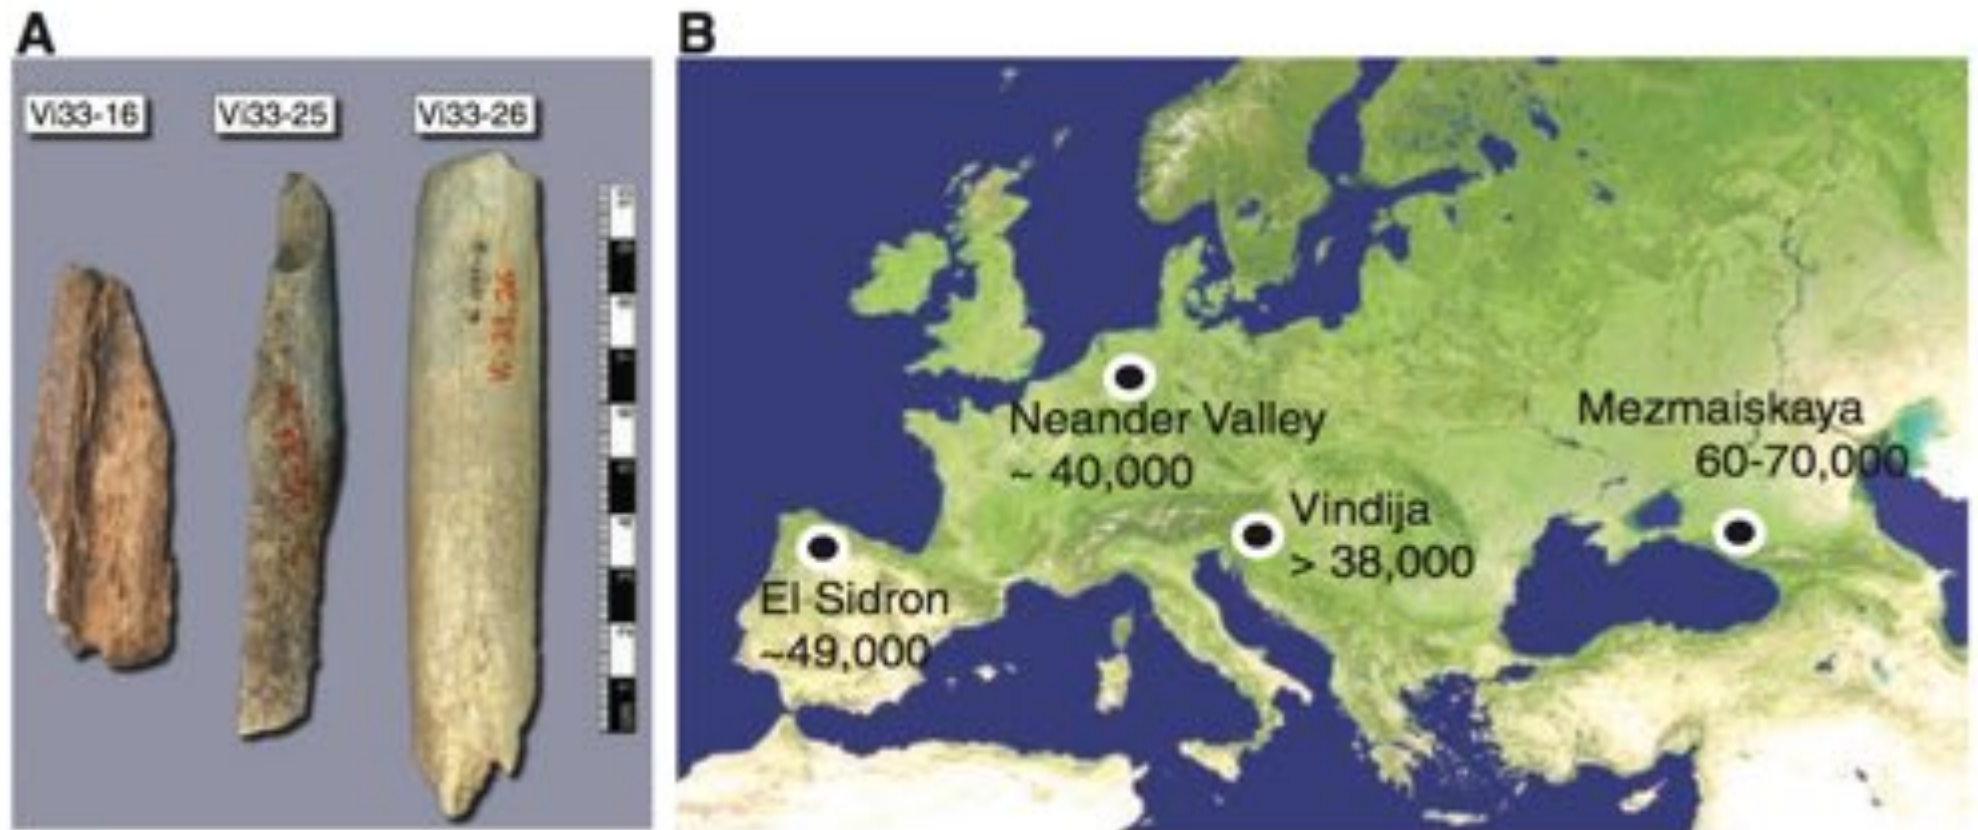 A
Vi33-16
Vi33-25
Vi33-26
B
Neander Valley
~ 40,000
Mezmaiskaya
60-70,000
Vindija
> 38,000
El Sidron
~49,000